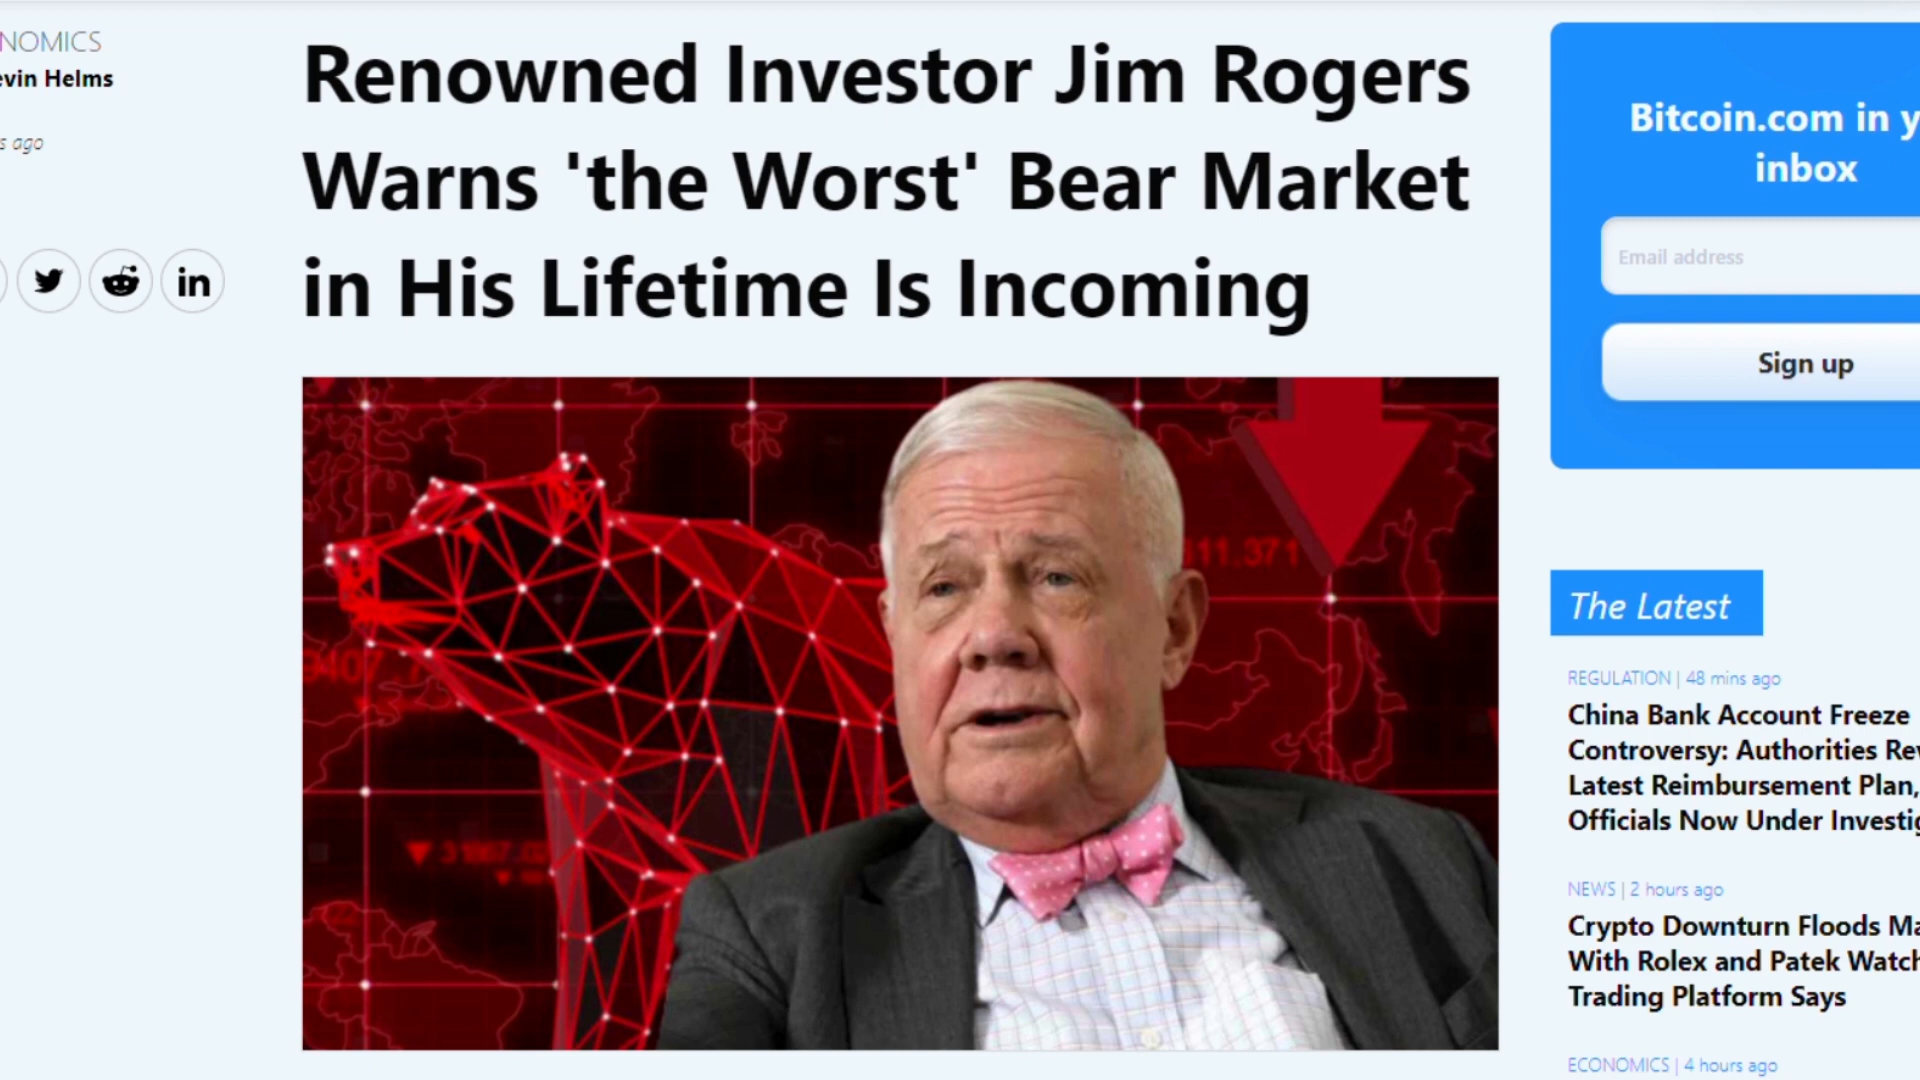 NOMICS
evin Helms
s ago
Renowned Investor Jim Rogers
Warns 'the Worst' Bear Market
in His Lifetime Is Incoming
in
11.371
Bitcoin.com in y
inbox
Email address
Sign up
The Latest
REGULATION | 48 mins ago
China Bank Account Freeze
Controversy: Authorities Rev
Latest Reimbursement Plan,
Officials Now Under Investig
NEWS | 2 hours ago
Crypto Downturn Floods Ma
With Rolex and Patek Watch
Trading Platform Says
ECONOMICS | 4 hours ago